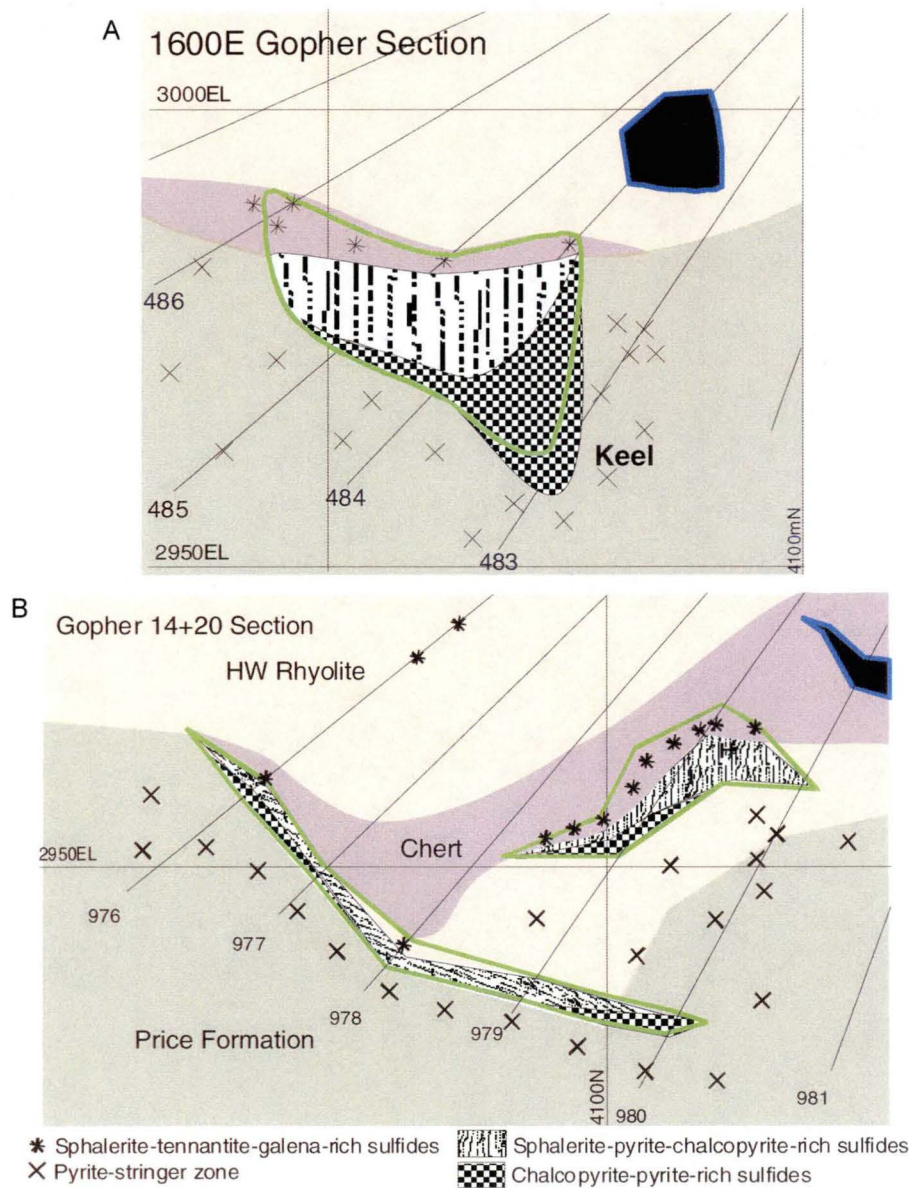 A
1600E Gopher Section
3000EL
486
485
484
Keel
483
2950EL
4100mN
B
Gopher 14+20 Section
HW Rhyolite
Chert
2950EL
976
977
978
979
Price Formation
4100N
980
981
Sphalerite-tennantite-galena-rich sulfides
Pyrite-stringer zone
Sphalerite-pyrite-chalcopyrite-rich sulfides
Chalcopyrite-pyrite-rich sulfides